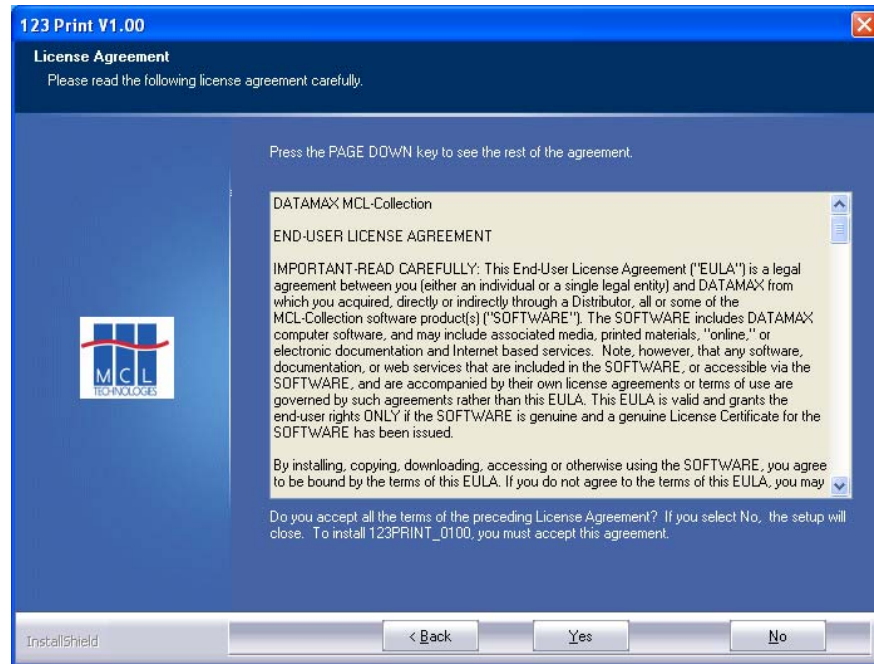 123 Print V1.00
License Agreement
Please read the following license agreement carefully.
Press the PAGE DOWN key to see the rest of the agreement.
DATAMAX MCL-Collection
END-USER LICENSE AGREEMENT
IMPORTANT-READ CAREFULLY: This End-User License Agreement ("EULA") is a legal
agreement between you (either an individual or a single legal entity) and DATAMAX from
which you acquired, directly or indirectly through a Distributor, all or some of the
MCL-Collection software product(s) ("SOFTWARE"). The SOFTWARE includes DATAMAX
computer software, and may include associated media, printed materials, "online," or
electronic documentation and Internet based services. Note, however, that any software,
documentation, or web services that are included in the SOFTWARE, or accessible via the
SOFTWARE, and are accompanied by their own license agreements or terms of use are
governed by such agreements rather than this EULA. This EULA is valid and grants the
end-user rights ONLY if the SOFTWARE is genuine and a genuine License Certificate for the
SOFTWARE has been issued.
By installing, copying, downloading, accessing or otherwise using the SOFTWARE, you agree
to be bound by the terms of this EULA. If you do not agree to the terms of this EULA, you may
MCL
TECHNOLOGIES
Do you accept all the terms of the preceding License Agreement? If you select No, the setup will
close. To install 123PRINT_0100, you must accept this agreement.
InstallShield
< Back
Yes
No